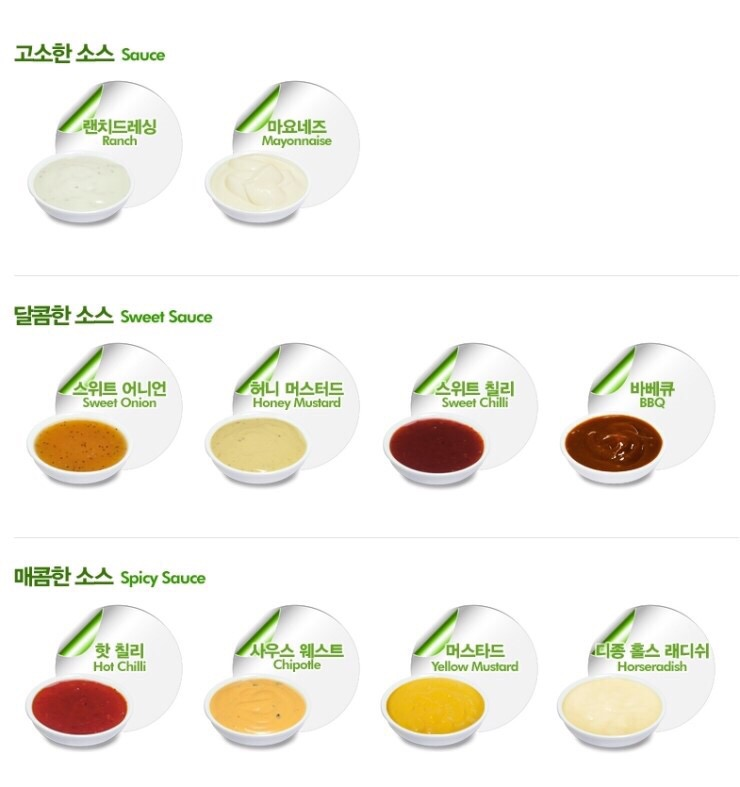 고소한 소스 Sauce
랜치드레싱
Ranch
마요네즈
Mayonnaise
달콤한 소스 Sweet Sauce
스위트 어니언
Sweet Onion
허니 머스터드
Honey Mustard
스위트 칠리
Sweet Chilli
바베큐
BBQ
매콤한 소스 Spicy Sauce
핫 칠리
Hot Chilli
사우스 웨스트
Chipotle
머스타드
Yellow Mustard
디종 홀스 래디쉬
Horseradish